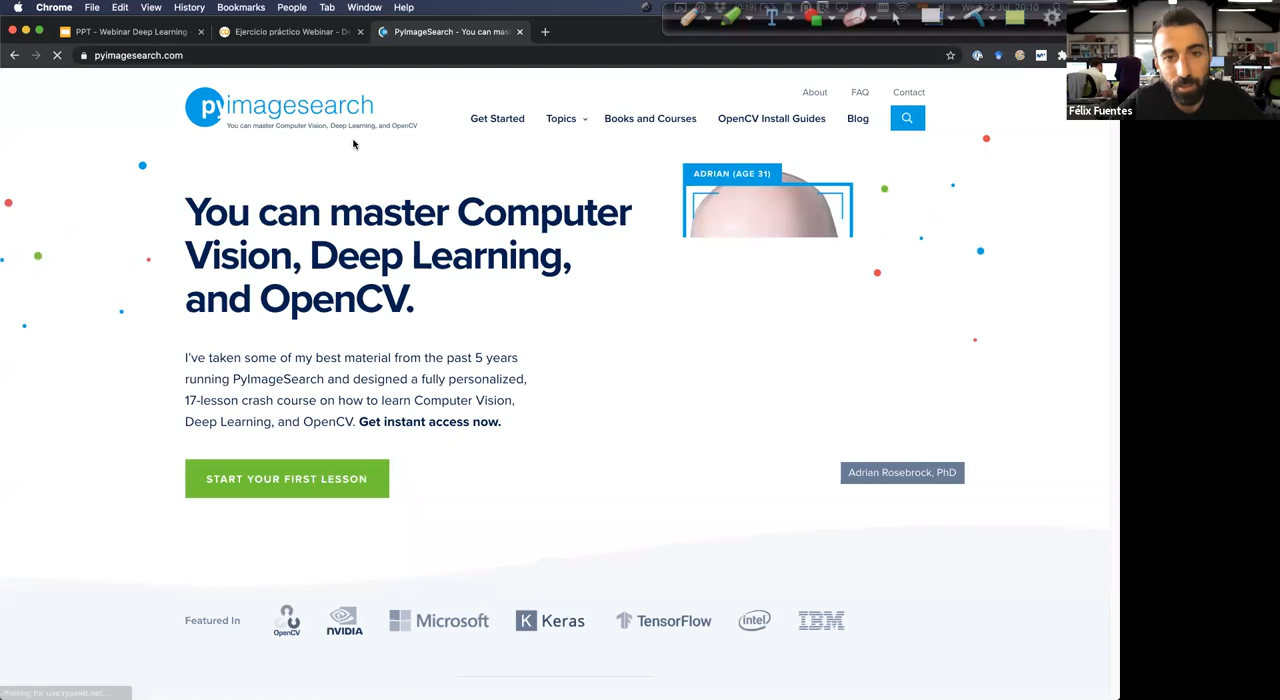 Chrome File Edit View History Bookmarks People Tab Window Help
PPT - Webinar Deep Learning
Ejercicio práctico Webinar - D
PyImageSearch - You can mas
pyimagesearch.com
Félix Fuentes
pyimagesearch
You can master Computer Vision, Deep Learning, and OpenCV
About FAQ Contact
Get Started Topics Books and Courses OpenCV Install Guides Blog
ADRIAN (AGE 31)
You can master Computer
Vision, Deep Learning,
and OpenCV.
I've taken some of my best material from the past 5 years
running PyImageSearch and designed a fully personalized,
17-lesson crash course on how to learn Computer Vision,
Deep Learning, and OpenCV. Get instant access now.
START YOUR FIRST LESSON
Adrian Rosebrock, PhD
Featured In
OpenCV
NVIDIA
Microsoft
K Keras
TensorFlow
intel
IBM